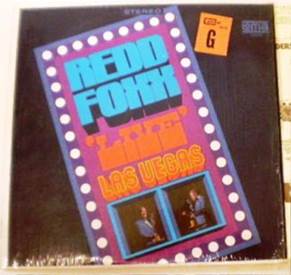 STEREO
G
REDD
FOXX
"LIVE"
LAS VEGAS